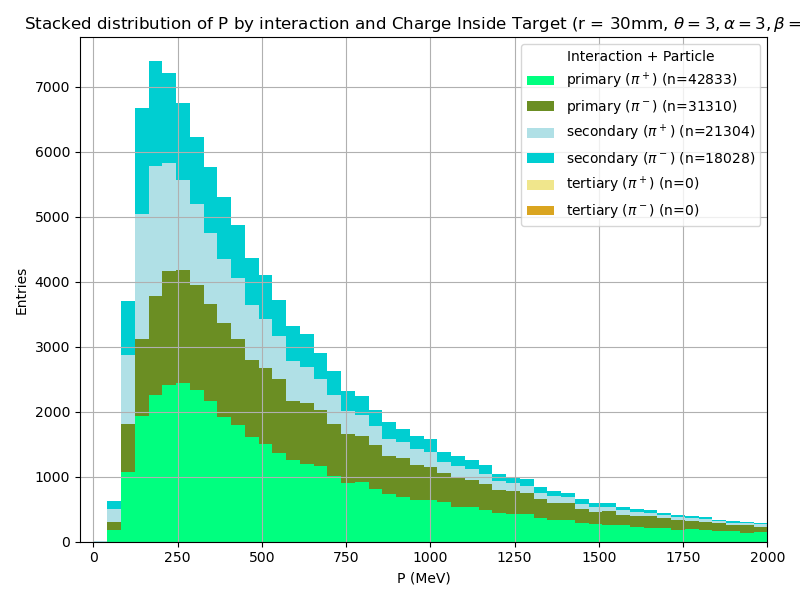 Stacked distribution of P by interaction and Charge Inside Target (r = 30mm, θ = 3, α = 3, β =
Interaction + Particle
primary (π⁺) (n=42833)
primary (π⁻) (n=31310)
secondary (π⁺) (n=21304)
secondary (π⁻) (n=18028)
tertiary (π⁺) (n=0)
tertiary (π⁻) (n=0)
Entries
7000
6000
5000
4000
3000
2000
1000
0
0 250 500 750 1000 1250 1500 1750 2000
P (MeV)